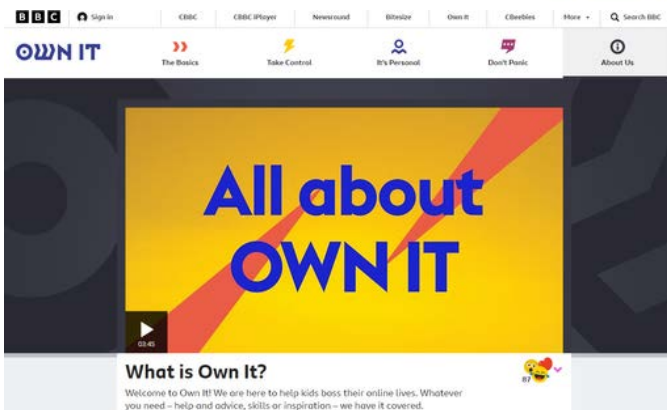 BBC Sign in CBBC CBBC iPlayer Newsround Bitesize Own It CBeebies More Search BBC
OWN IT The Basics Take Control It's Personal Don't Panic About Us
All about
OWN IT
03:45
What is Own It?
87
Welcome to Own It! We are here to help kids boss their online lives. Whatever
you need – help and advice, skills or inspiration – we have it covered.